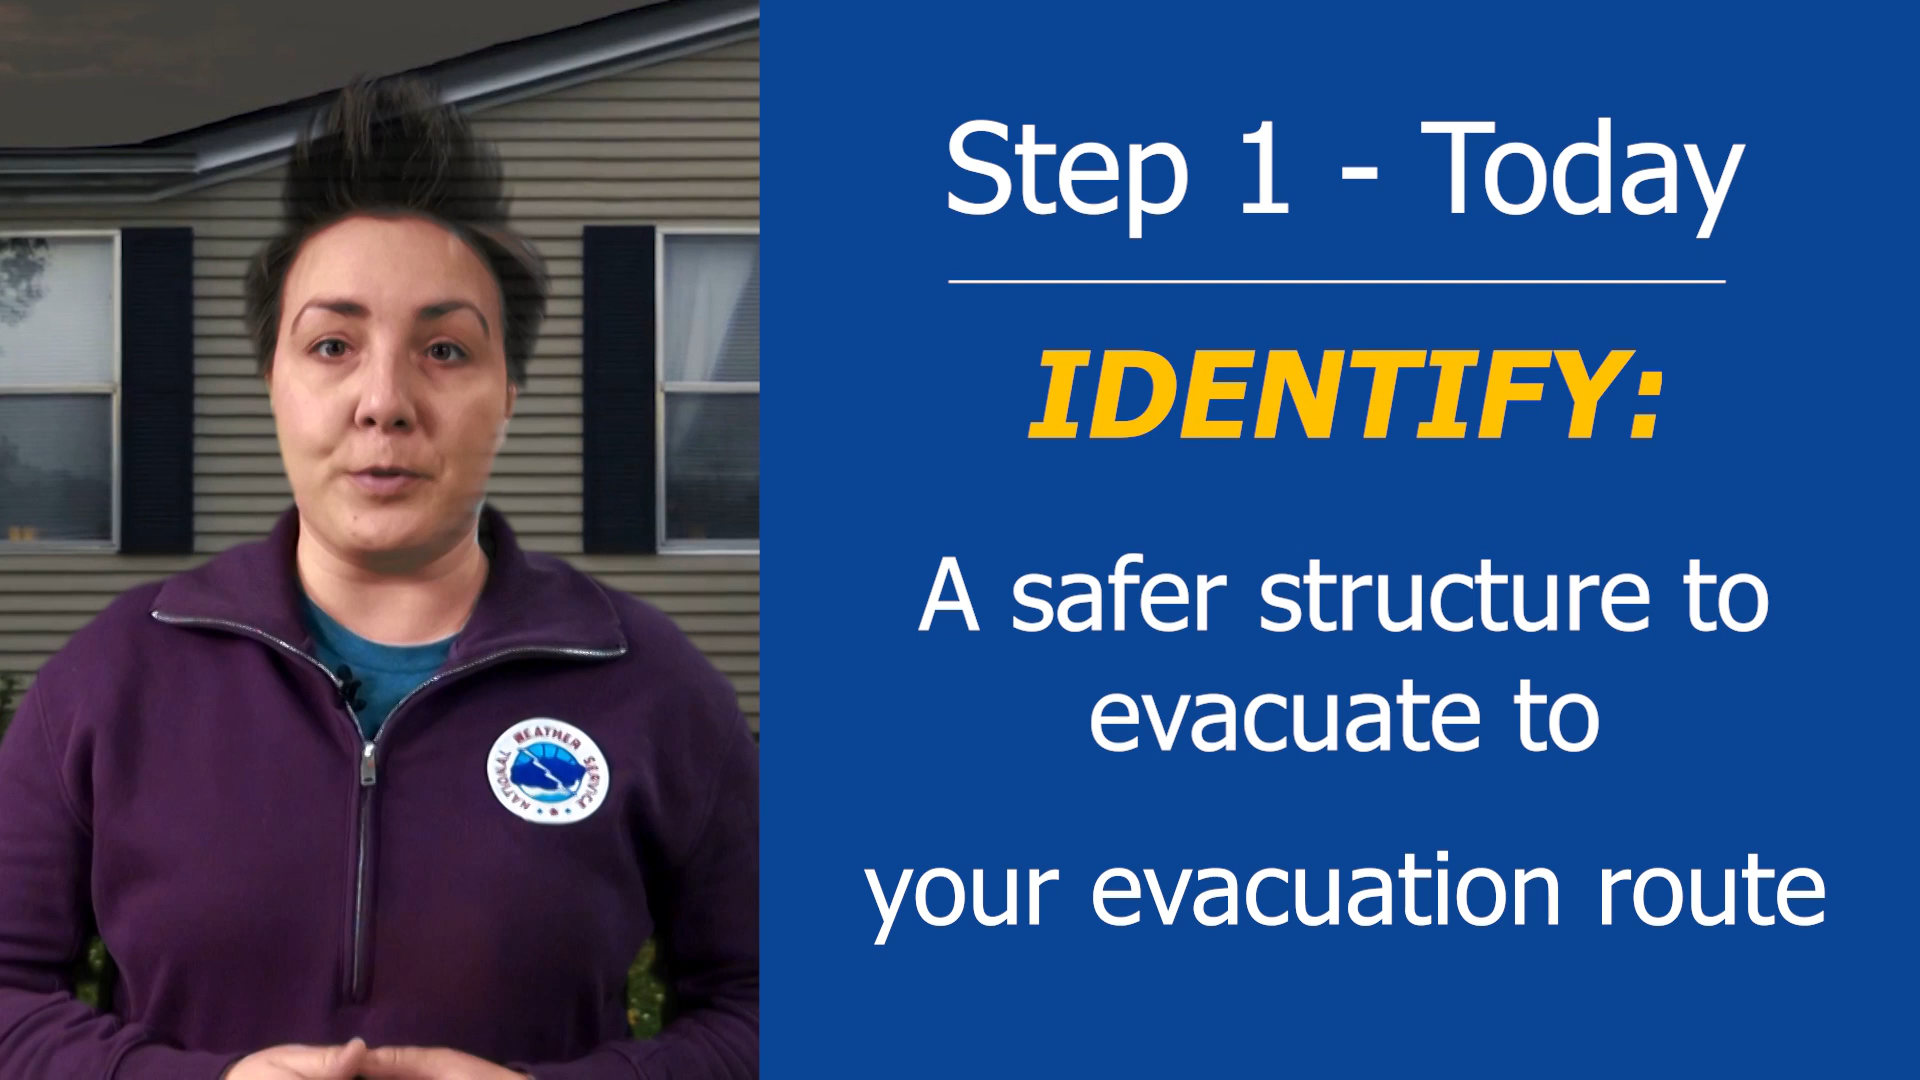 Step 1 - Today
IDENTIFY:
A safer structure to
evacuate to
your evacuation route
NATIONAL WEATHER SERVICE